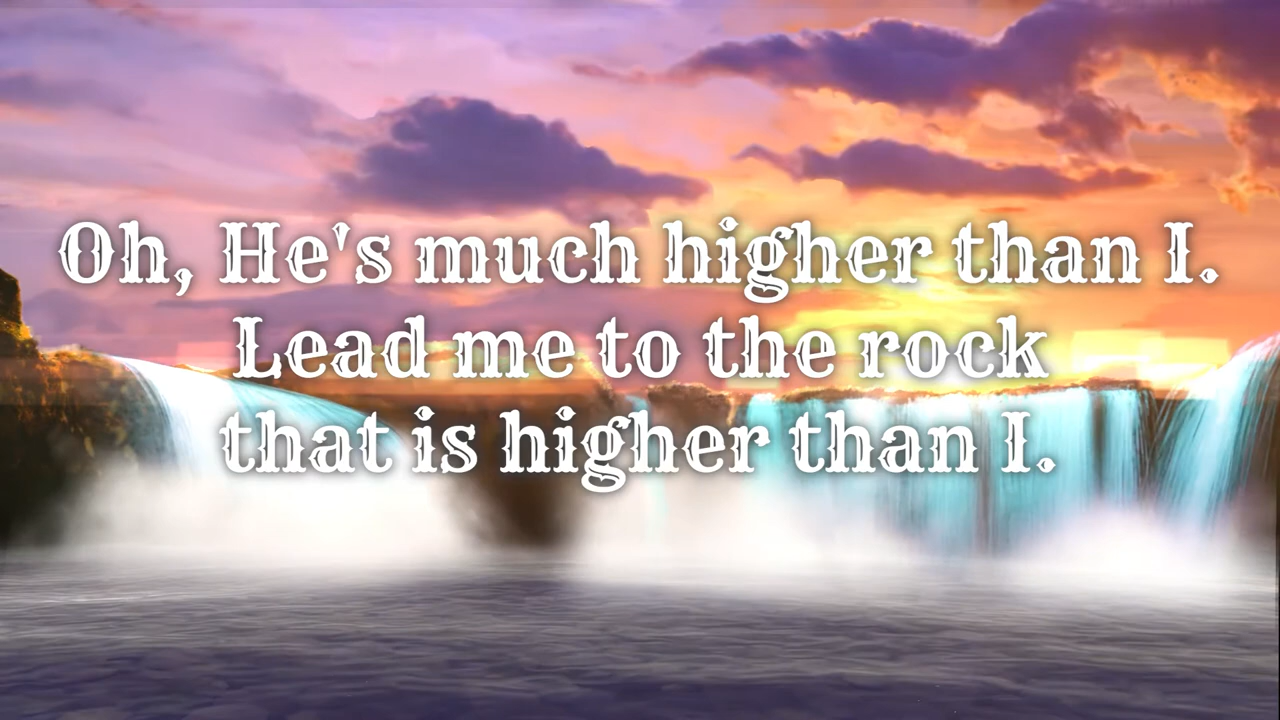 Oh, He's much higher than I.
Lead me to the rock
that is higher than I.